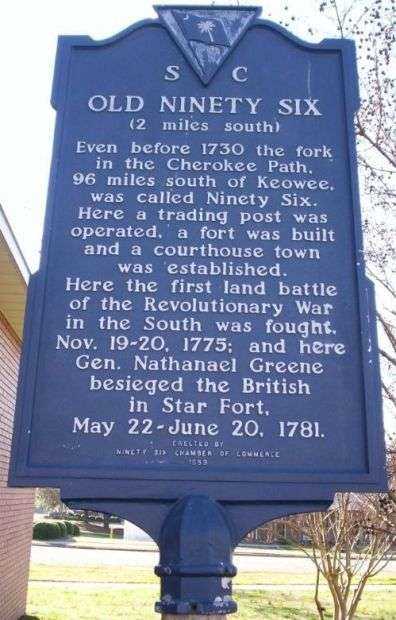 S C
OLD NINETY SIX
(2 miles south)
Even before 1730 the fork
in the Cherokee Path,
96 miles south of Keowee,
was called Ninety Six.
Here a trading post was
operated, a fort was built
and a courthouse town
was established.
Here the first land battle
of the Revolutionary War
in the South was fought,
Nov. 19-20, 1775; and here
Gen. Nathanael Greene
besieged the British
in Star Fort,
May 22-June 20, 1781.
ERECTED BY
NINETY SIX CHAMBER OF COMMERCE